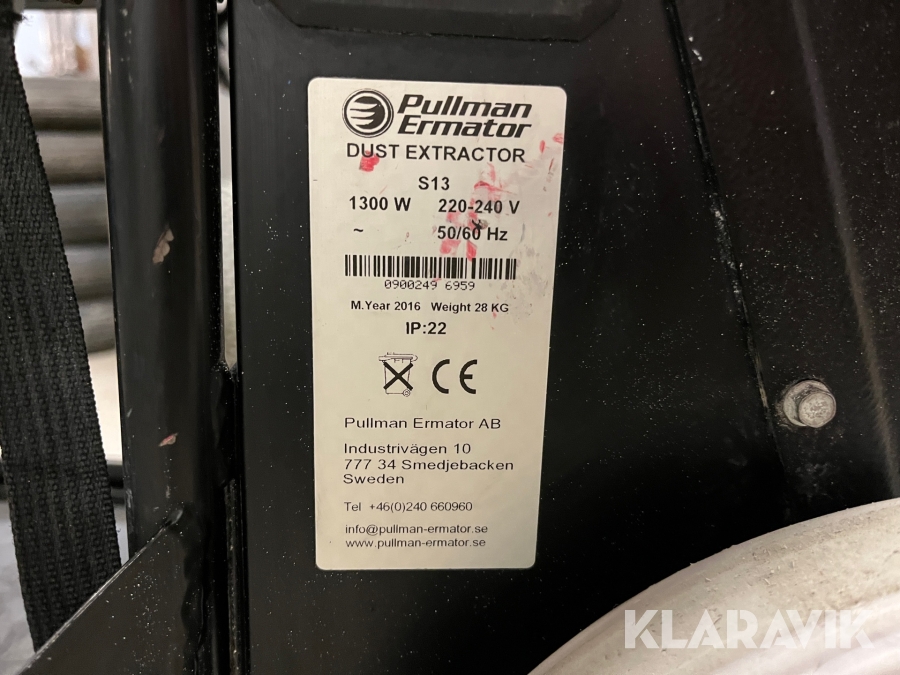 Pullman
Ermator
DUST EXTRACTOR
S13
1300 W 220-240 V
~ 50/60 Hz
0900249 6959
M.Year 2016 Weight 28 KG
IP:22
CE
Pullman Ermator AB
Industrivägen 10
777 34 Smedjebacken
Sweden
Tel +46(0)240 660960
info@pullman-ermator.se
www.pullman-ermator.se
KLARAVIK